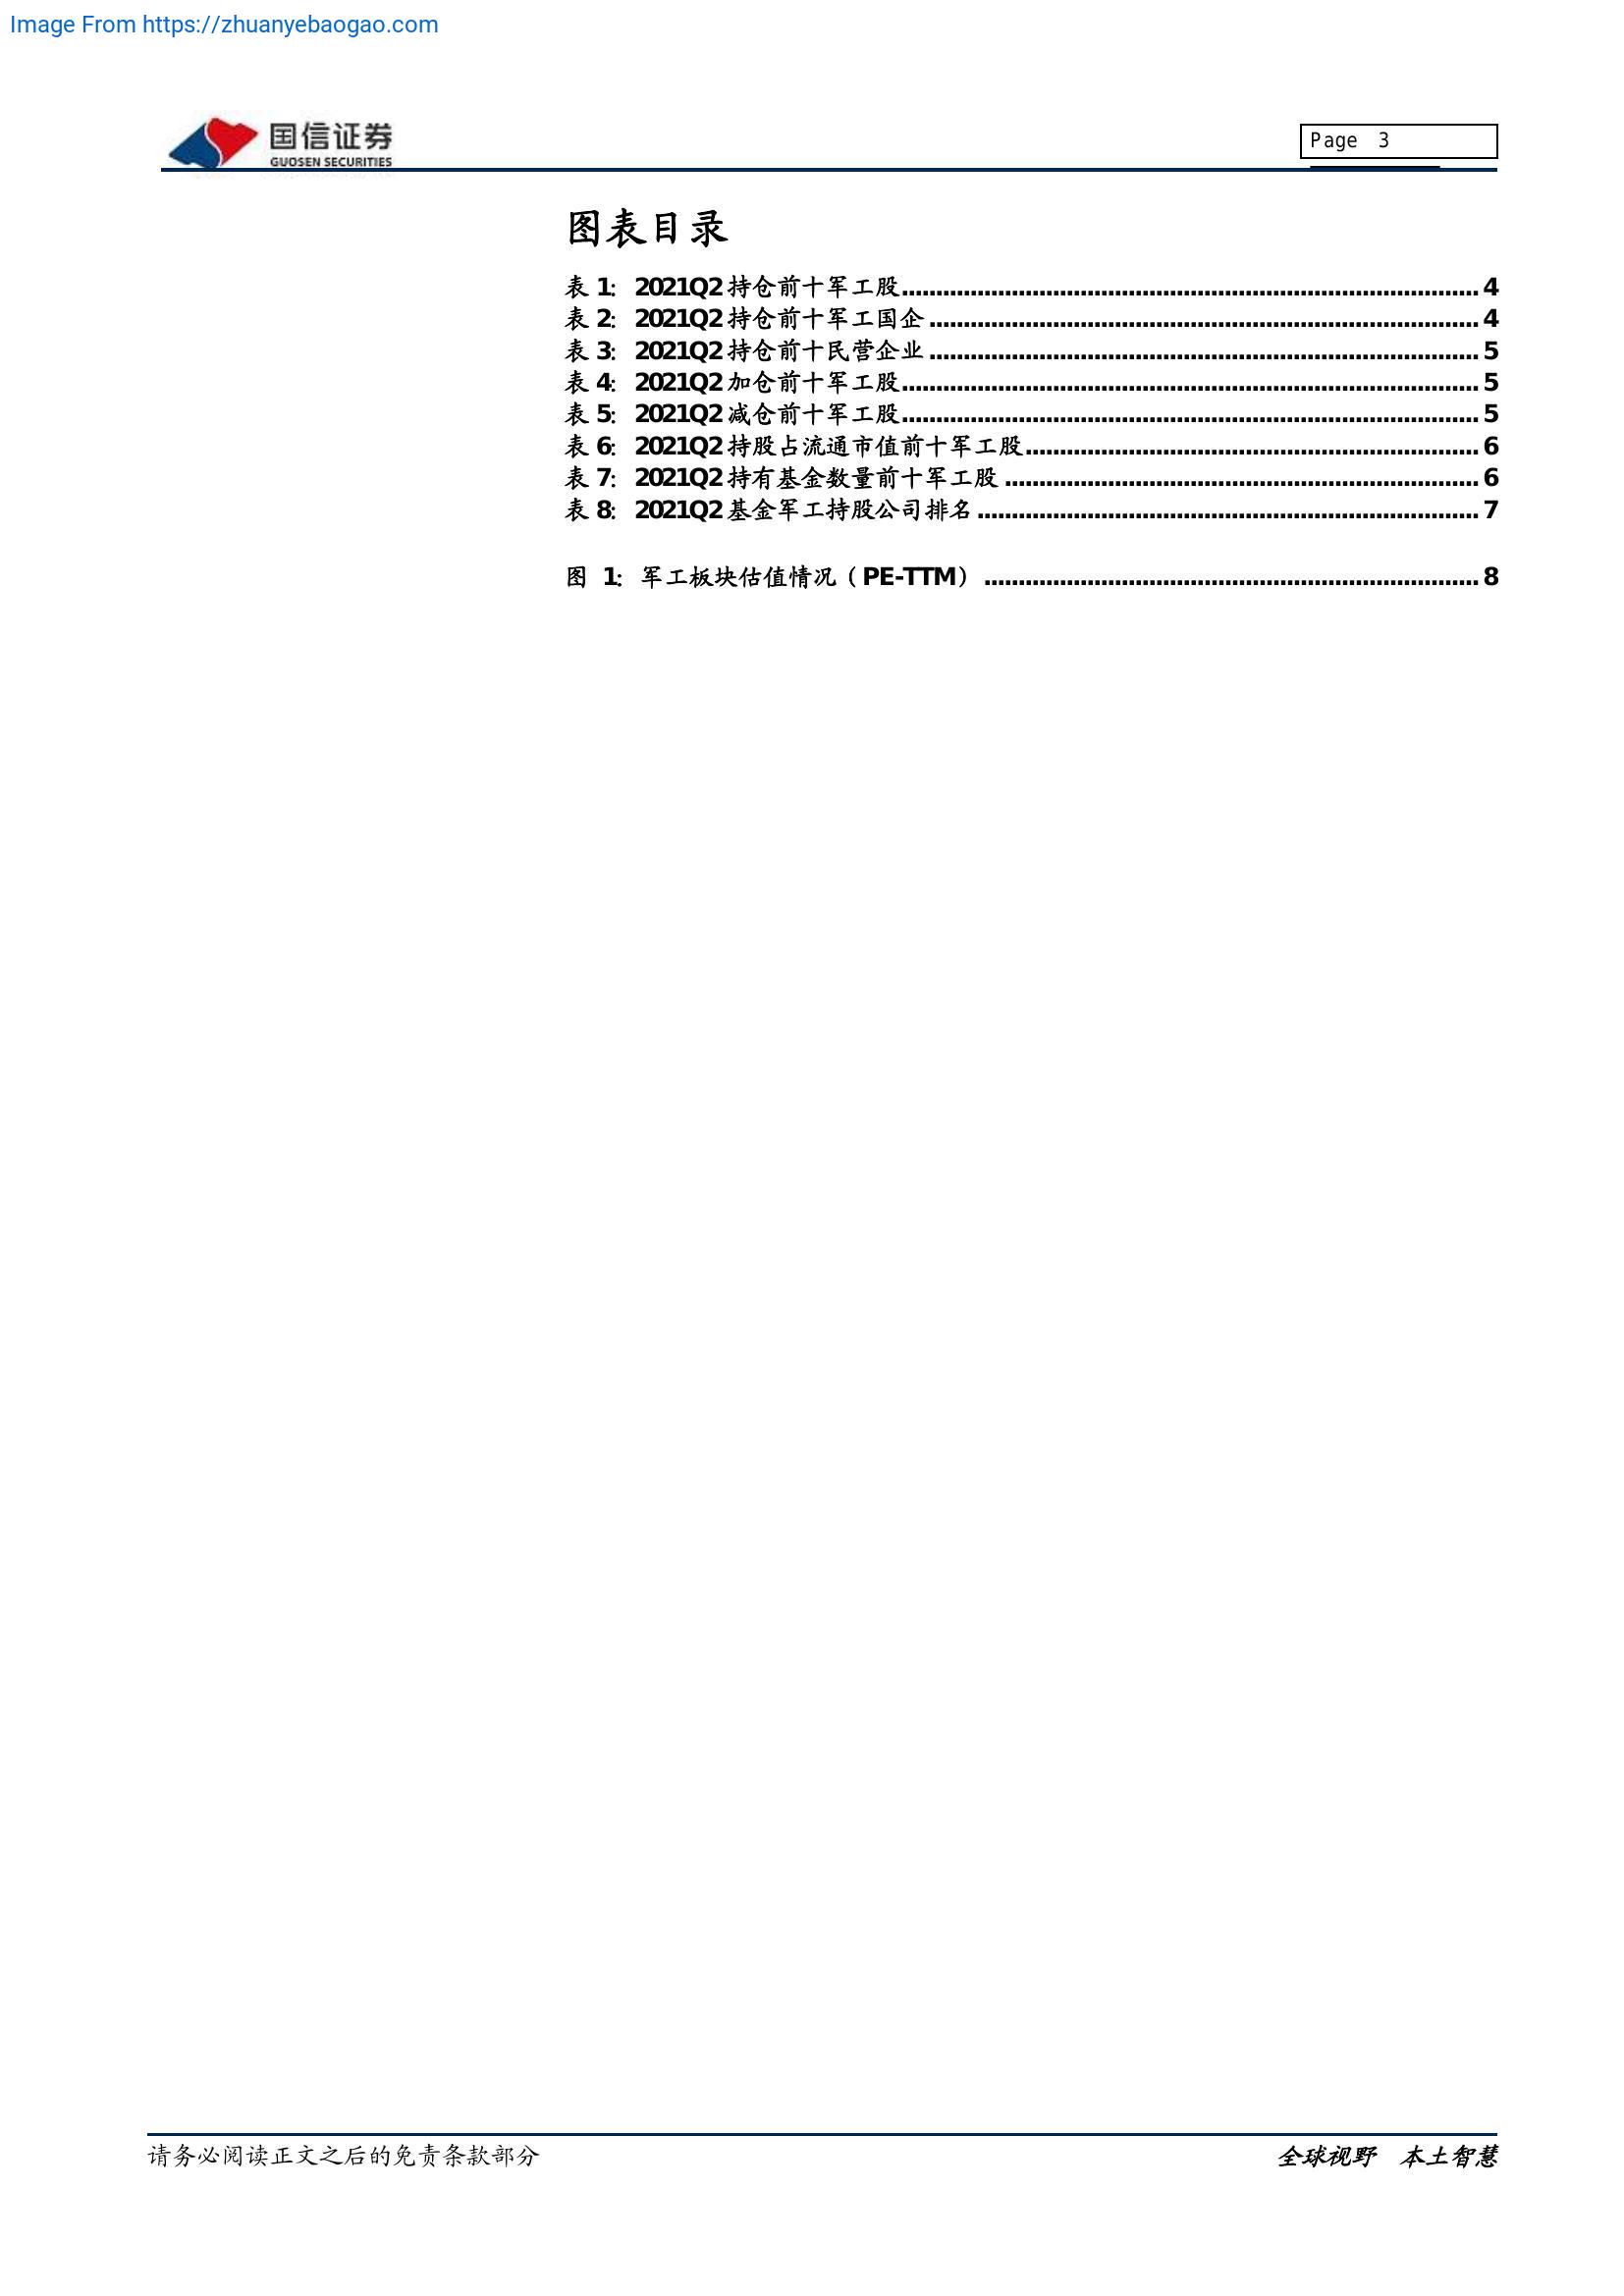 Image From https://zhuanyebaogao.com
国信证券
GUOSEN SECURITIES
Page 3
图表目录
表 1: 2021Q2 持仓前十军工股 4
表 2: 2021Q2 持仓前十军工国企 4
表 3: 2021Q2 持仓前十民营企业 5
表 4: 2021Q2 加仓前十军工股 5
表 5: 2021Q2 减仓前十军工股 5
表 6: 2021Q2 持股占流通市值前十军工股 6
表 7: 2021Q2 持有基金数量前十军工股 6
表 8: 2021Q2 基金军工持股公司排名 7
图 1: 军工板块估值情况（PE-TTM） 8
请务必阅读正文之后的免责条款部分
全球视野 本土智慧